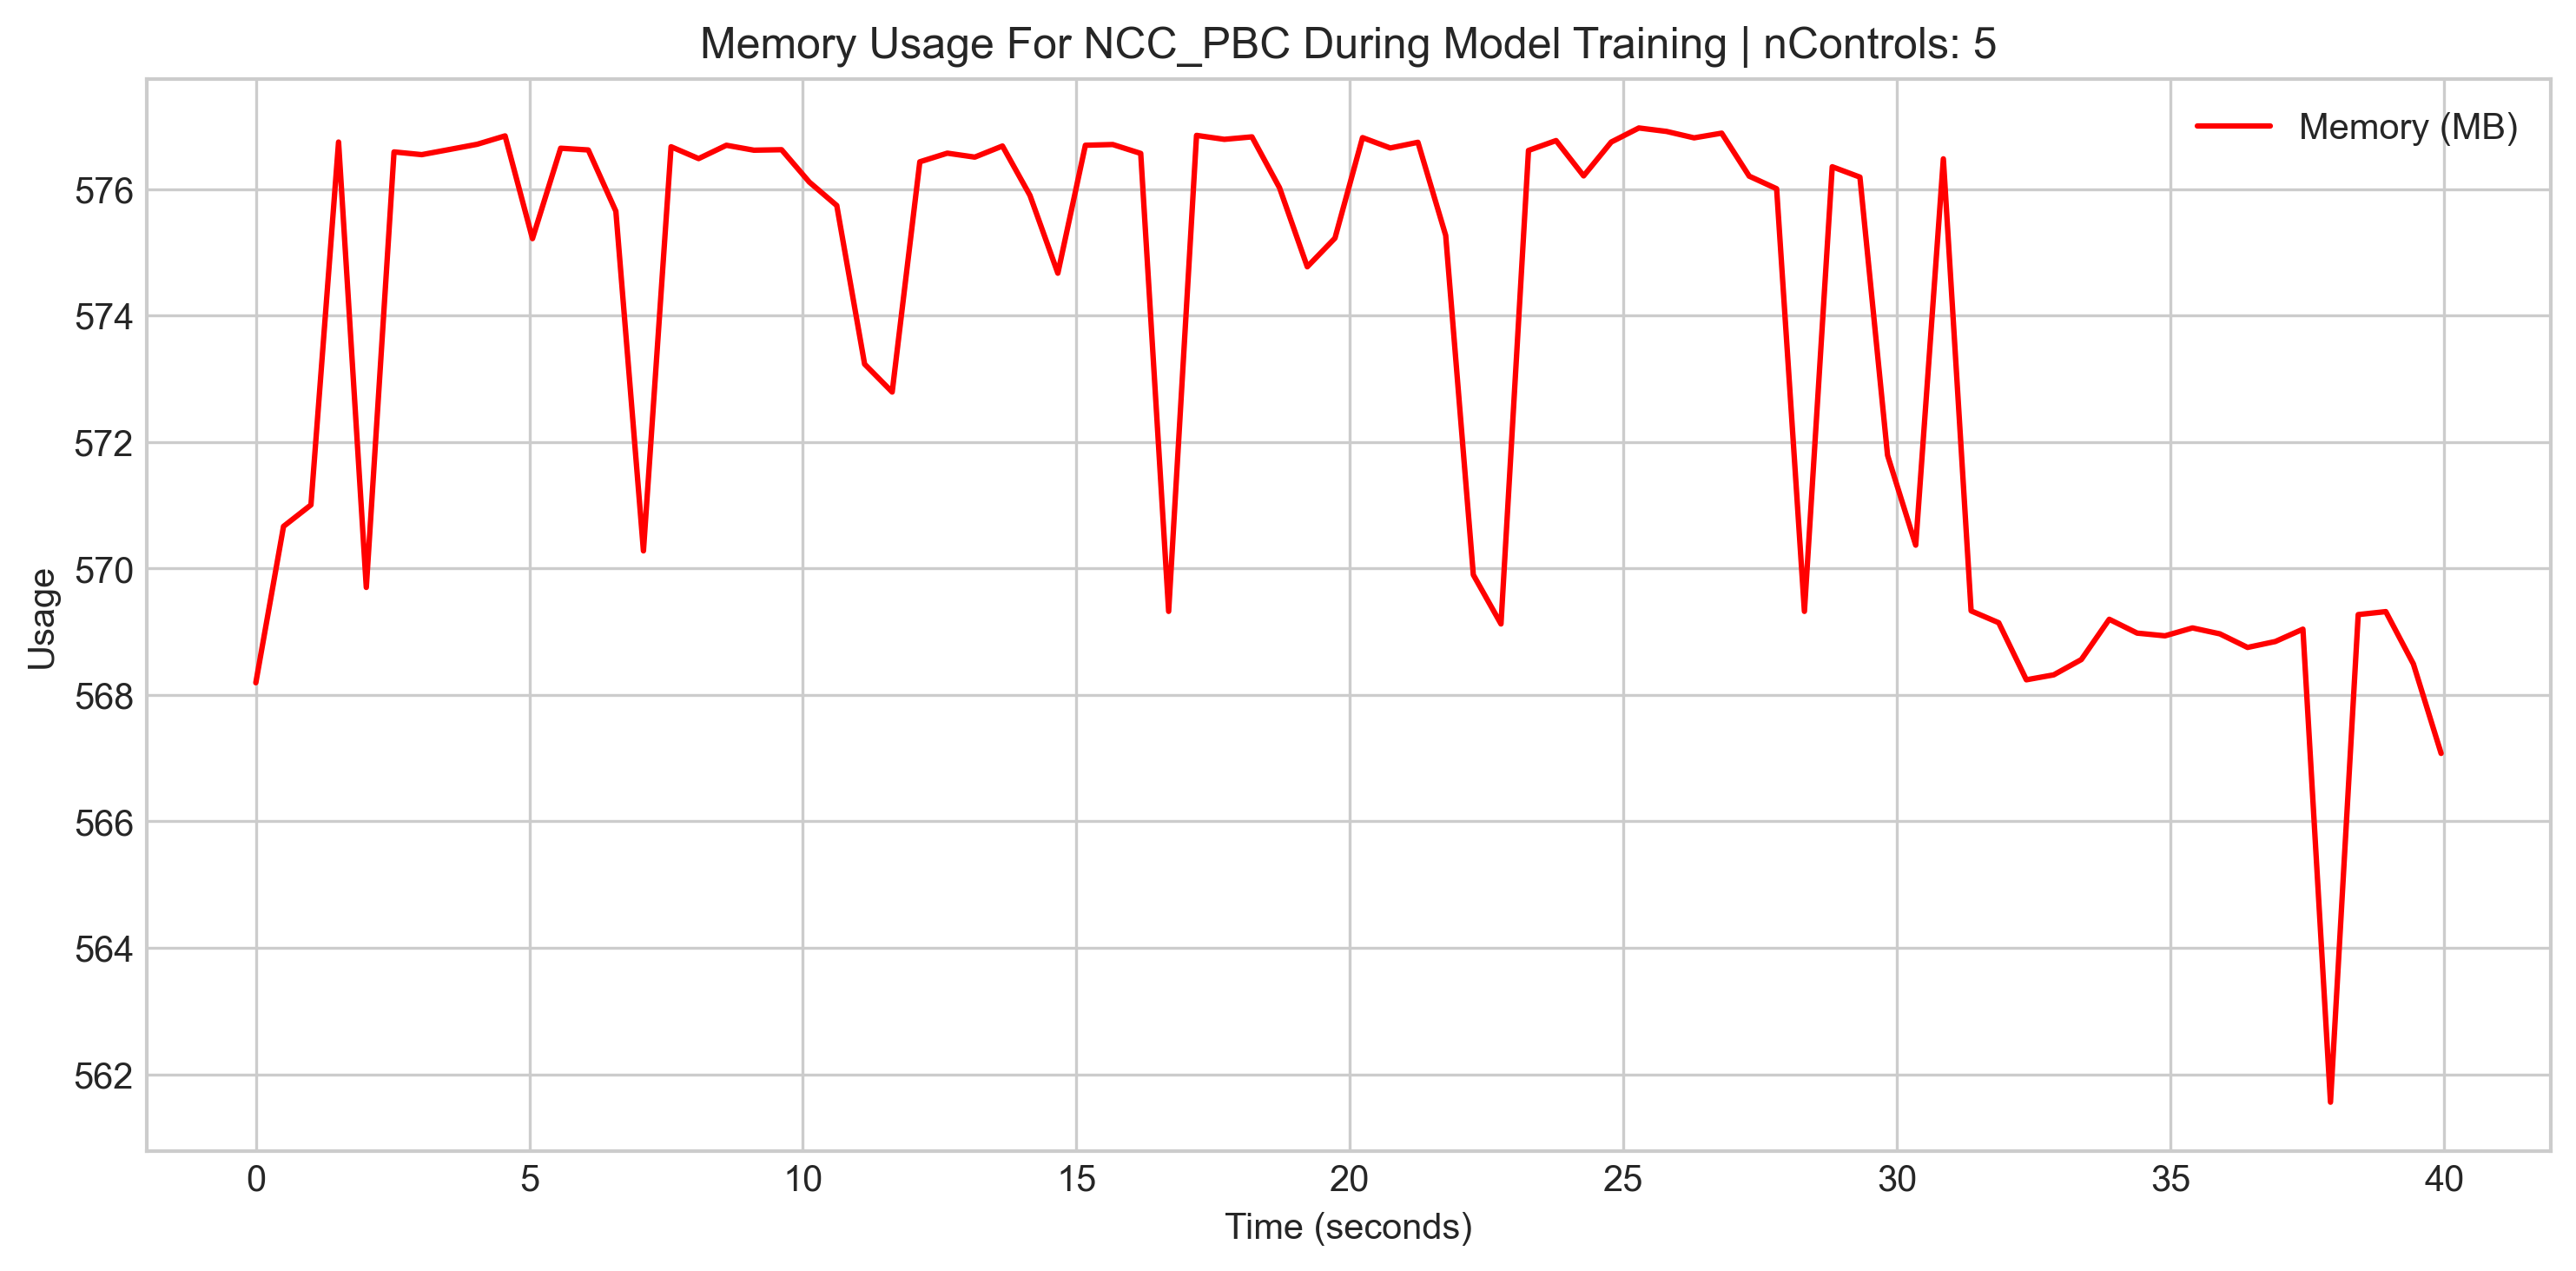 Memory Usage For NCC_PBC During Model Training | nControls: 5
Memory (MB)
576
574
572
570
568
566
564
562
Usage
0 5 10 15 20 25 30 35 40
Time (seconds)